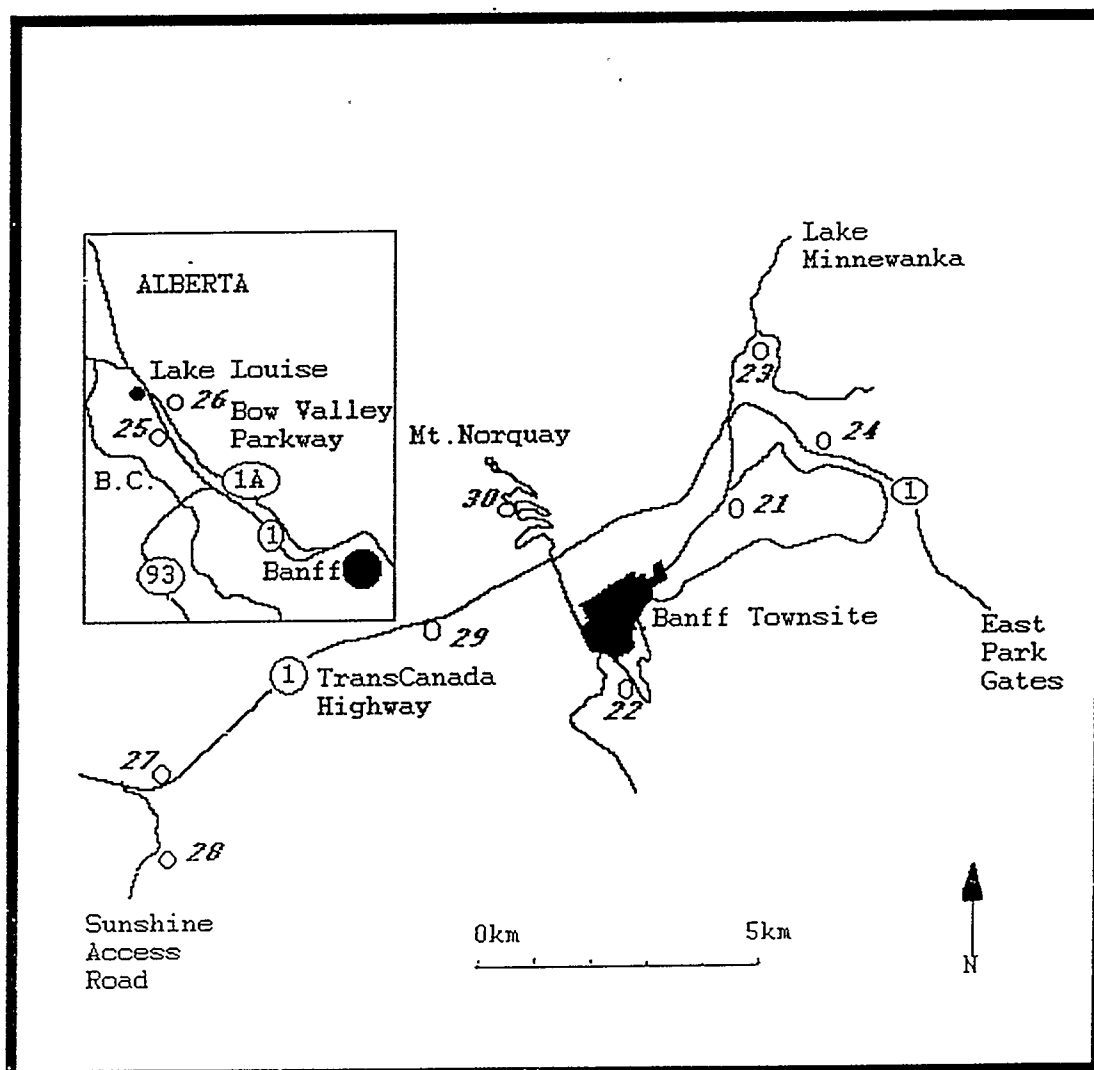 Lake
Minnewanka
ALBERTA
Lake Louise
26
Bow Valley
Parkway
25
B.C.
1A
1
93
Banff
23
24
Mt.Norquay
30
21
1
Banff Townsite
29
East
Park
Gates
1
TransCanada
Highway
22
27
28
Sunshine
Access
Road
0km
5km
N